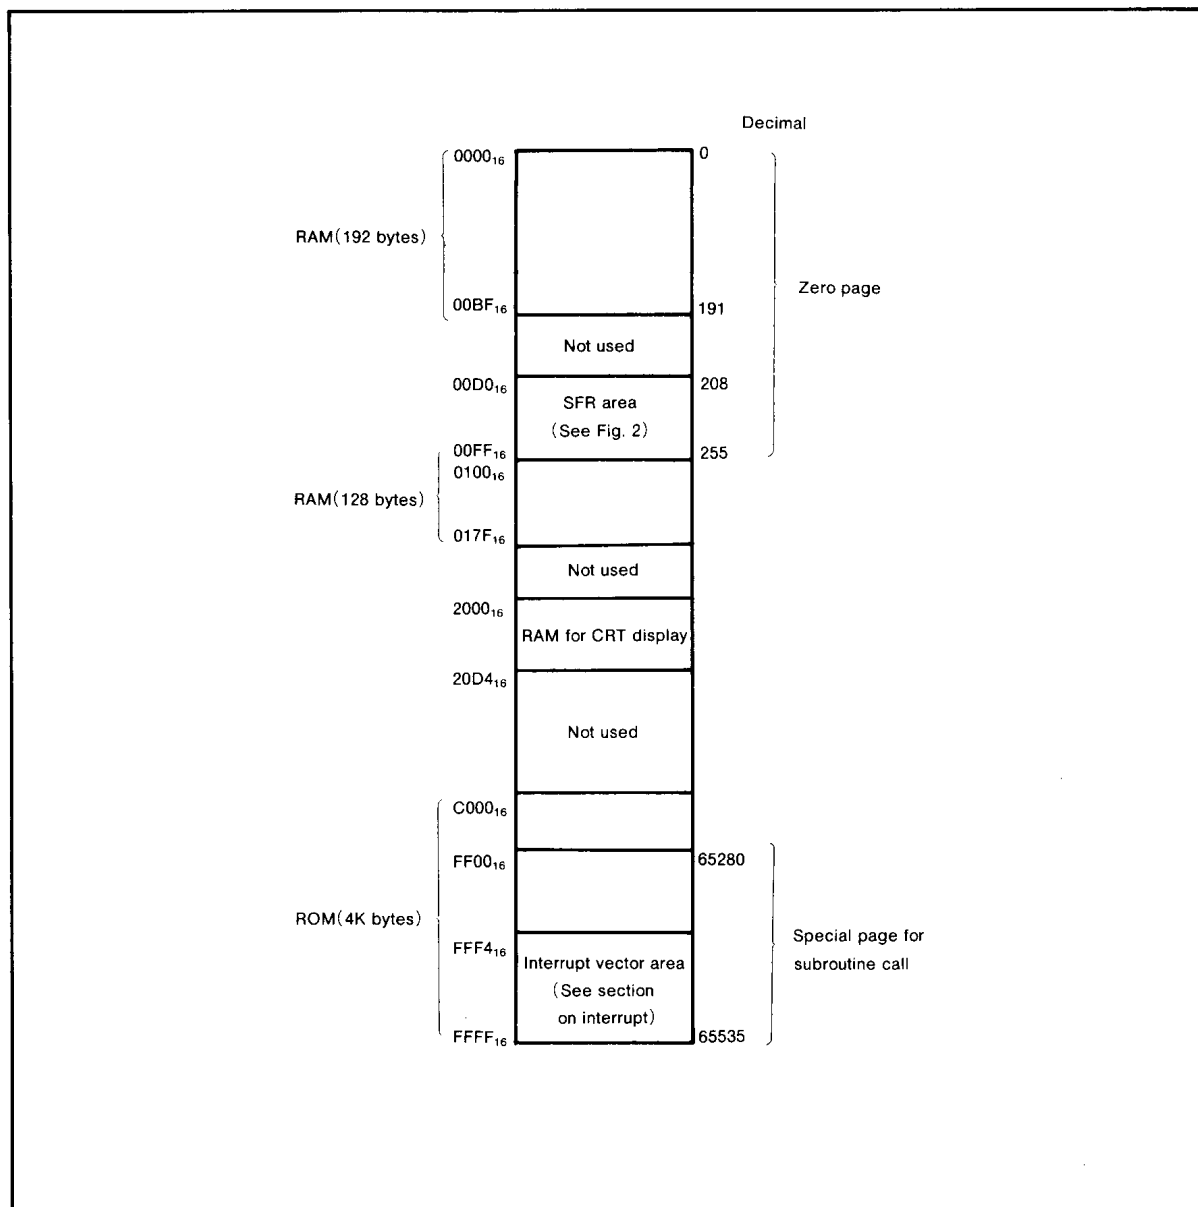 Decimal
0000₁₆ 0
RAM(192 bytes)
Zero page
00BF₁₆ 191
Not used
00D0₁₆ 208
SFR area
(See Fig. 2)
00FF₁₆ 255
0100₁₆
RAM(128 bytes)
017F₁₆
Not used
2000₁₆
RAM for CRT display
20D4₁₆
Not used
C000₁₆
FF00₁₆ 65280
ROM(4K bytes)
Special page for
subroutine call
FFF4₁₆
Interrupt vector area
(See section
on interrupt)
FFFF₁₆ 65535